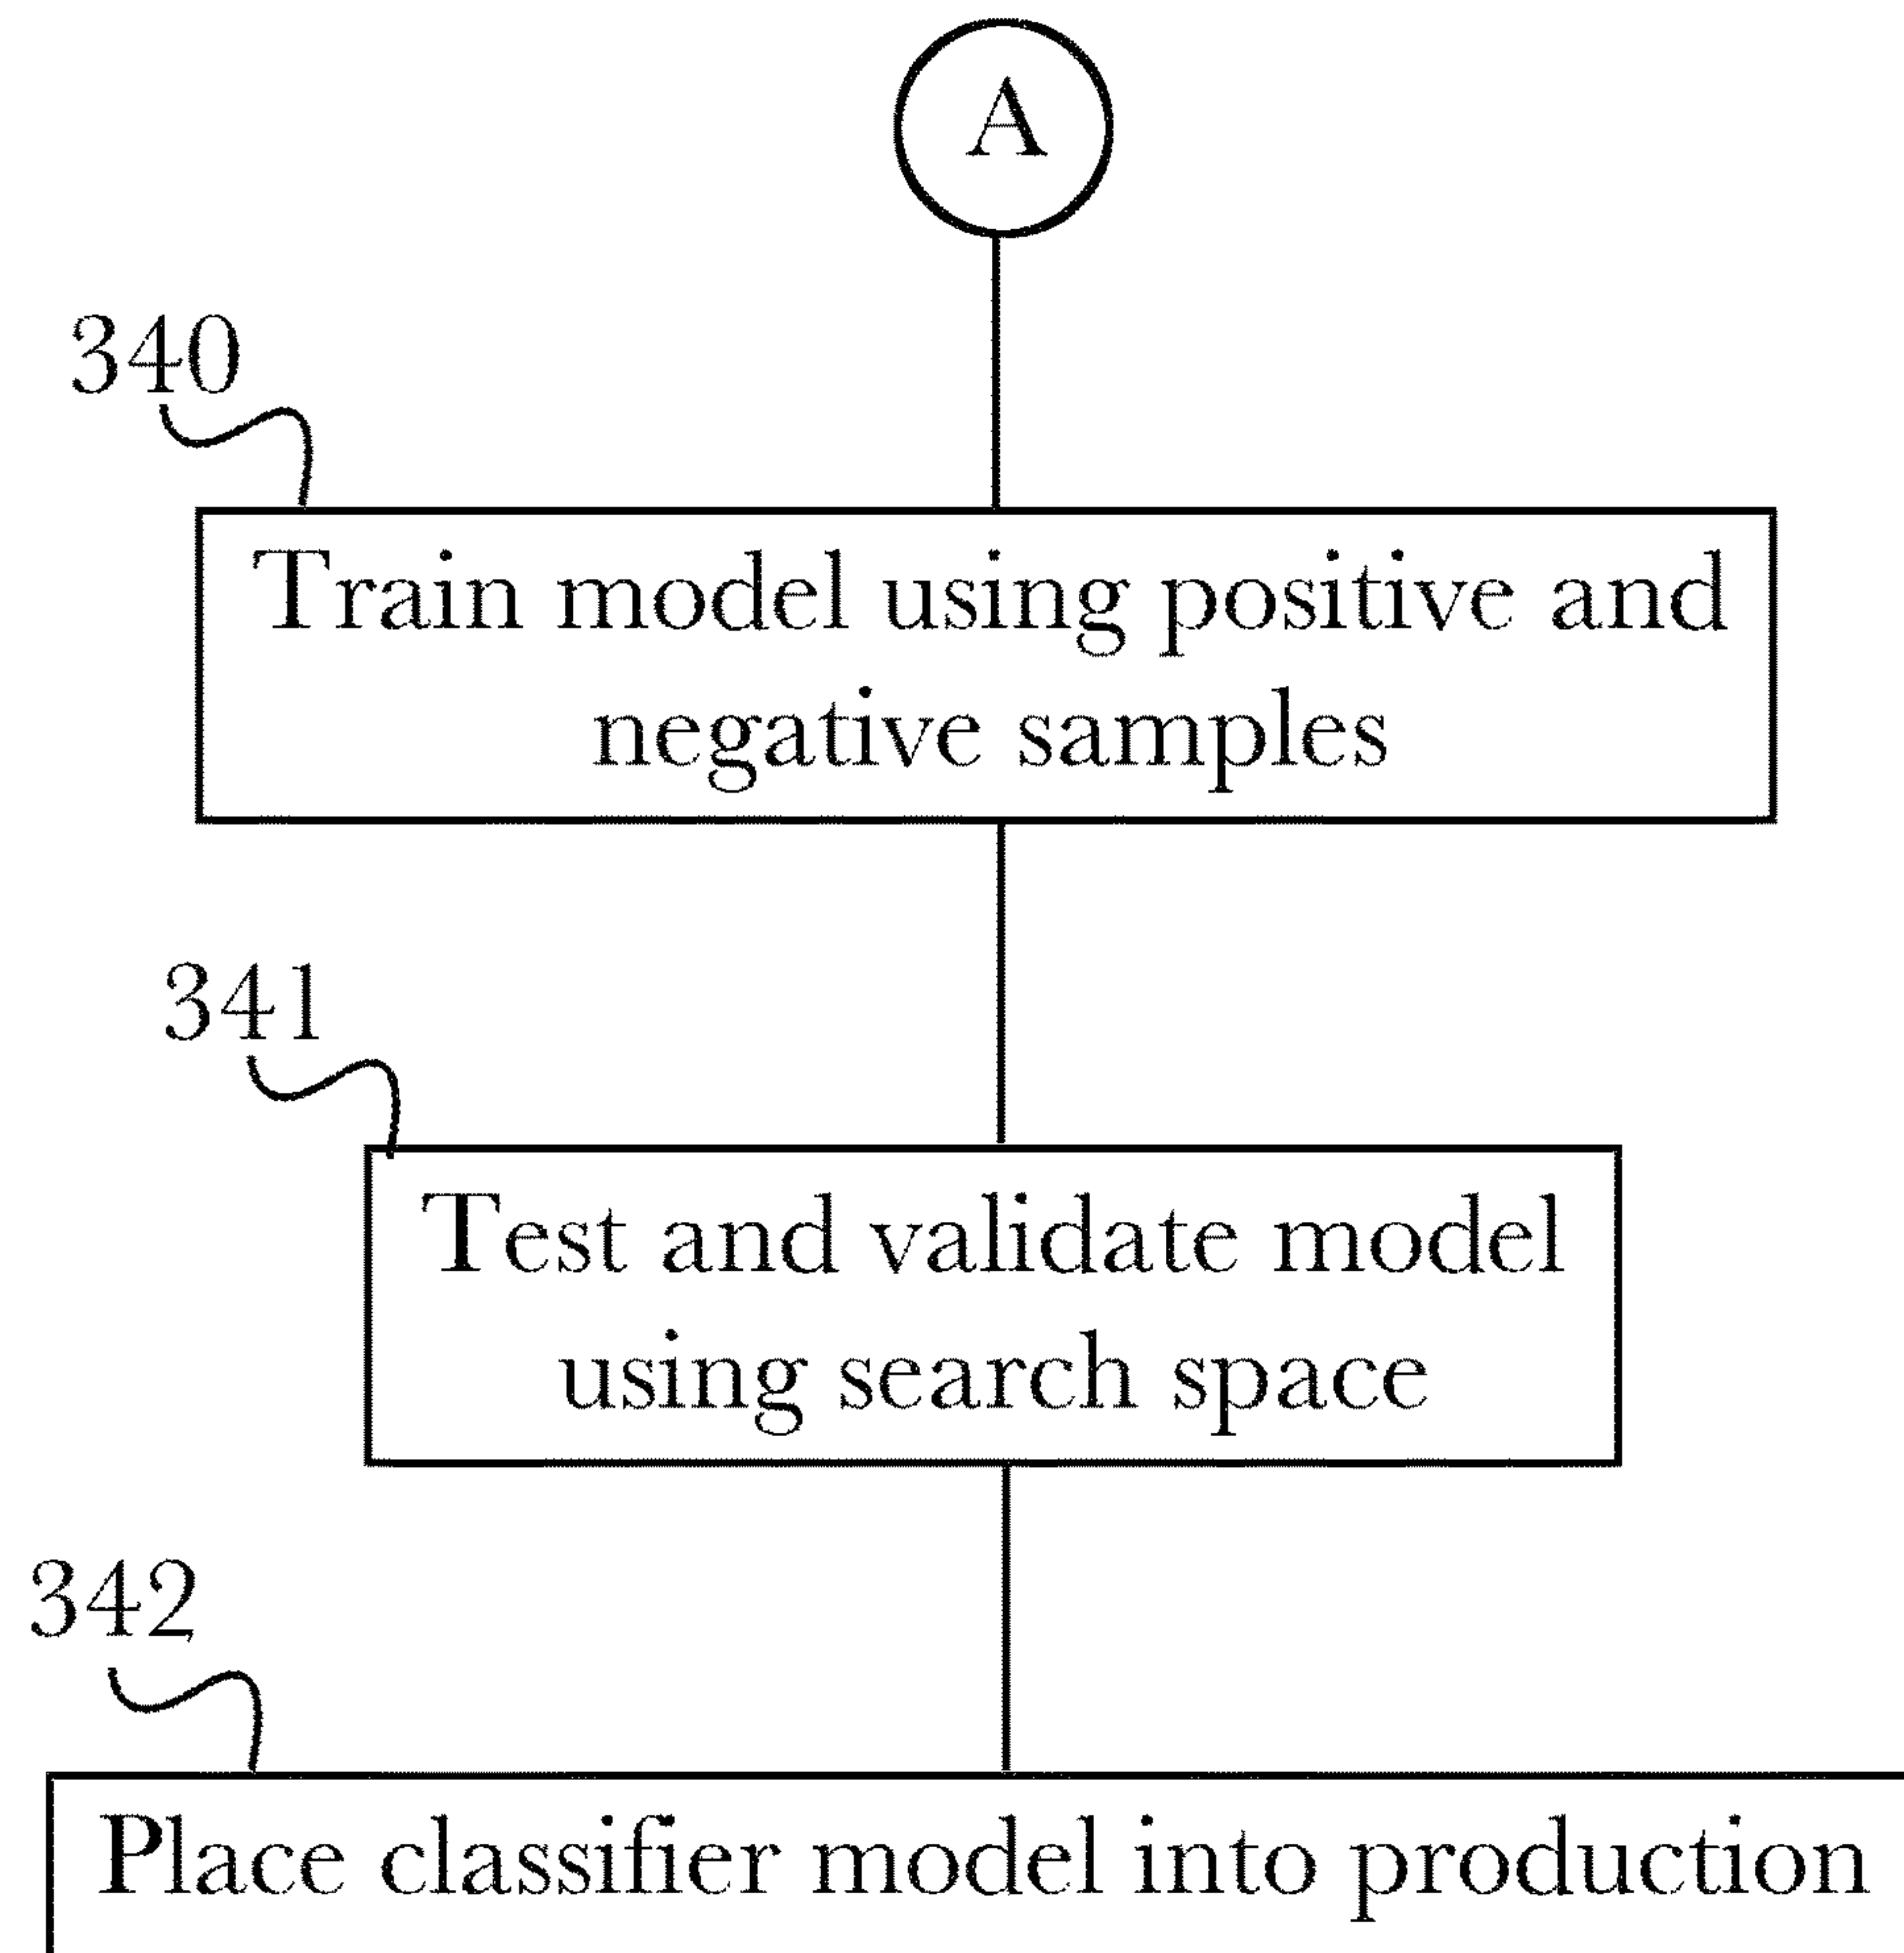 A
340
Train model using positive and
negative samples
341
Test and validate model
using search space
342
Place classifier model into production